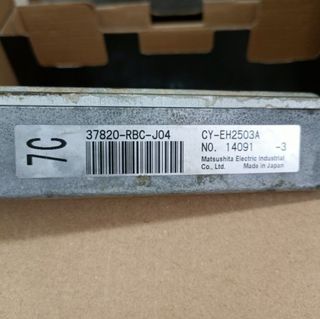 7C
37820-RBC-J04 CY-EH2503A
NO. 14091 -3
Matsushita Electric Industrial
Co., Ltd. Made in Japan